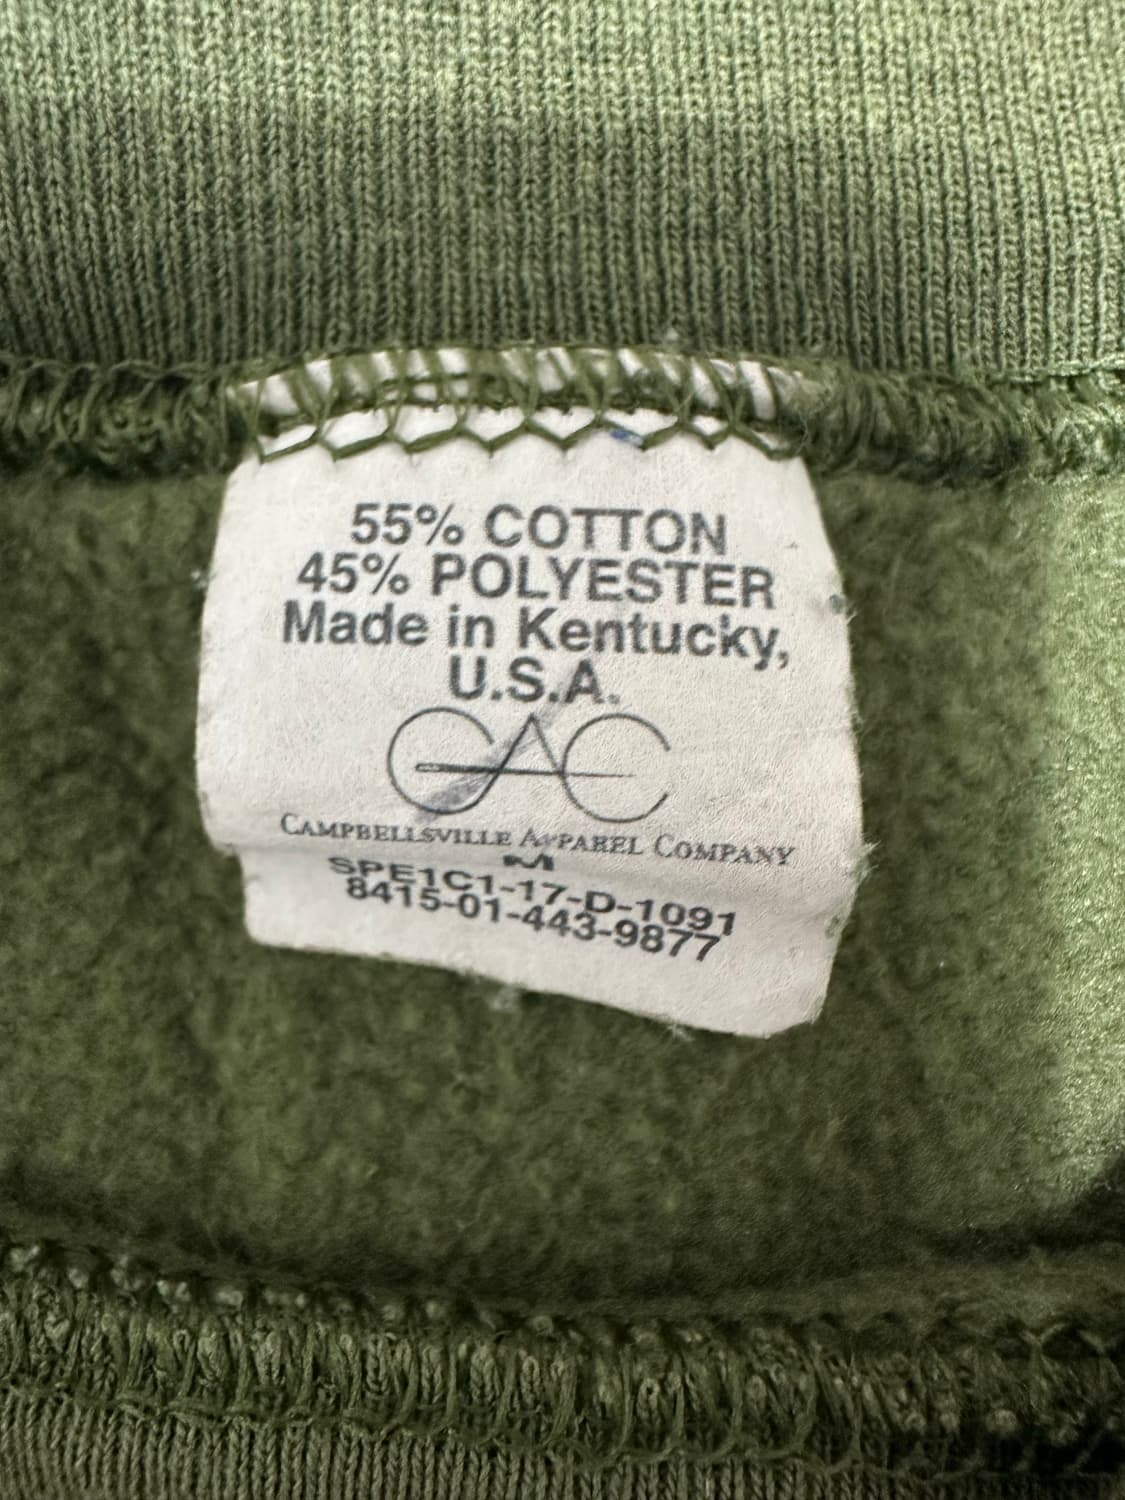 55% COTTON
45% POLYESTER
Made in Kentucky,
U.S.A.
CAC
CAMPBELLSVILLE APPAREL COMPANY
M
SPE1C1-17-D-1091
8415-01-443-9877